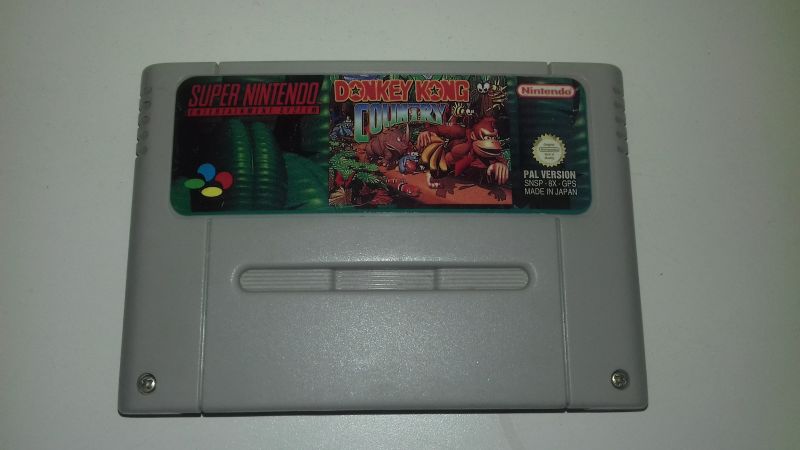 SUPER NINTENDO
ENTERTAINMENT SYSTEM
DONKEY KONG
COUNTRY
Nintendo
PAL VERSION
SNSP - 8X - GPS
MADE IN JAPAN